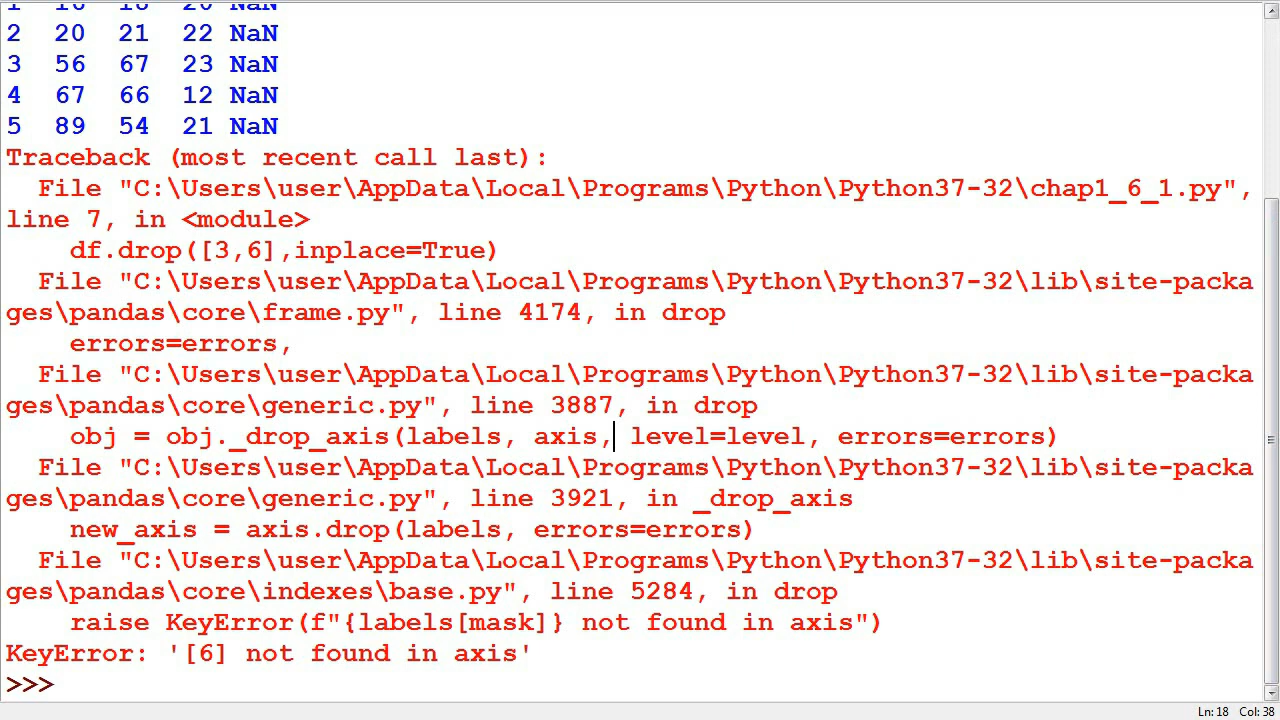 1 16 18 20 NaN
2 20 21 22 NaN
3 56 67 23 NaN
4 67 66 12 NaN
5 89 54 21 NaN
Traceback (most recent call last):
File "C:\Users\user\AppData\Local\Programs\Python\Python37-32\chap1_6_1.py",
line 7, in <module>
df.drop([3,6],inplace=True)
File "C:\Users\user\AppData\Local\Programs\Python\Python37-32\lib\site-packa
ges\pandas\core\frame.py", line 4174, in drop
errors=errors,
File "C:\Users\user\AppData\Local\Programs\Python\Python37-32\lib\site-packa
ges\pandas\core\generic.py", line 3887, in drop
obj = obj._drop_axis(labels, axis, level=level, errors=errors)
File "C:\Users\user\AppData\Local\Programs\Python\Python37-32\lib\site-packa
ges\pandas\core\generic.py", line 3921, in _drop_axis
new_axis = axis.drop(labels, errors=errors)
File "C:\Users\user\AppData\Local\Programs\Python\Python37-32\lib\site-packa
ges\pandas\core\indexes\base.py", line 5284, in drop
raise KeyError(f"{labels[mask]} not found in axis")
KeyError: '[6] not found in axis'
>>>
Ln: 18 Col: 38